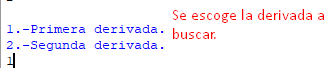 Se escoge la derivada a
buscar.
1.-Primera derivada.
2.-Segunda derivada.
1